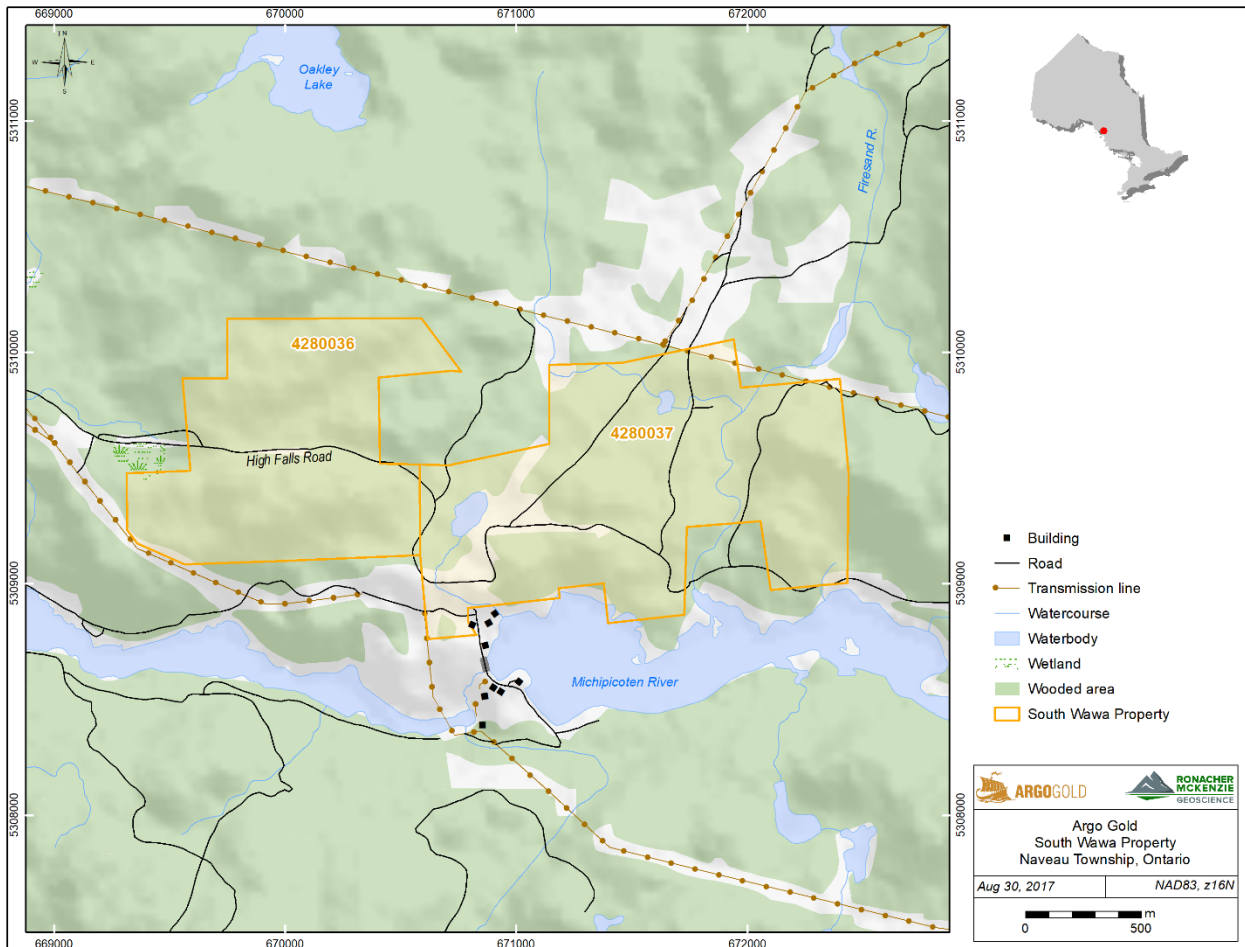 669000
670000
671000
672000
N
W
E
S
Oakley
Lake
5311000
5311000
Firesand R.
5310000
5310000
4280036
4280037
High Falls Road
5309000
5309000
Michipicoten River
5308000
5308000
669000
670000
671000
672000
Building
Road
Transmission line
Watercourse
Waterbody
Wetland
Wooded area
South Wawa Property
ARGOGOLD
RONACHER
MCKENZIE
GEOSCIENCE
Argo Gold
South Wawa Property
Naveau Township, Ontario
Aug 30, 2017
NAD83, z16N
m
0
500